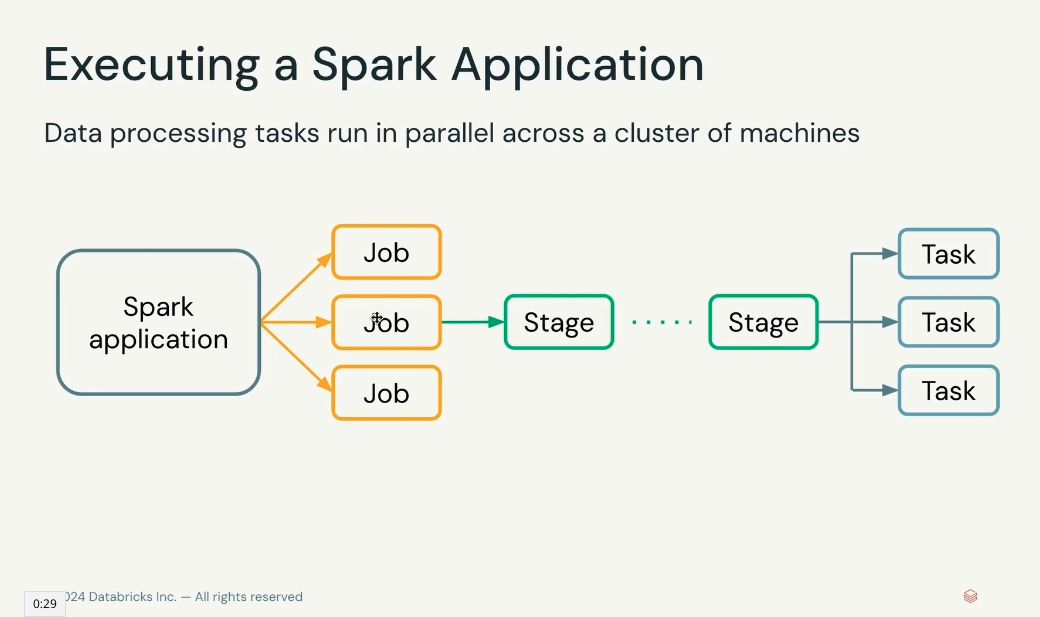 Executing a Spark Application
Data processing tasks run in parallel across a cluster of machines
Spark
application
Job
Job
Job
Stage
Stage
Task
Task
Task
024 Databricks Inc. — All rights reserved
0:29